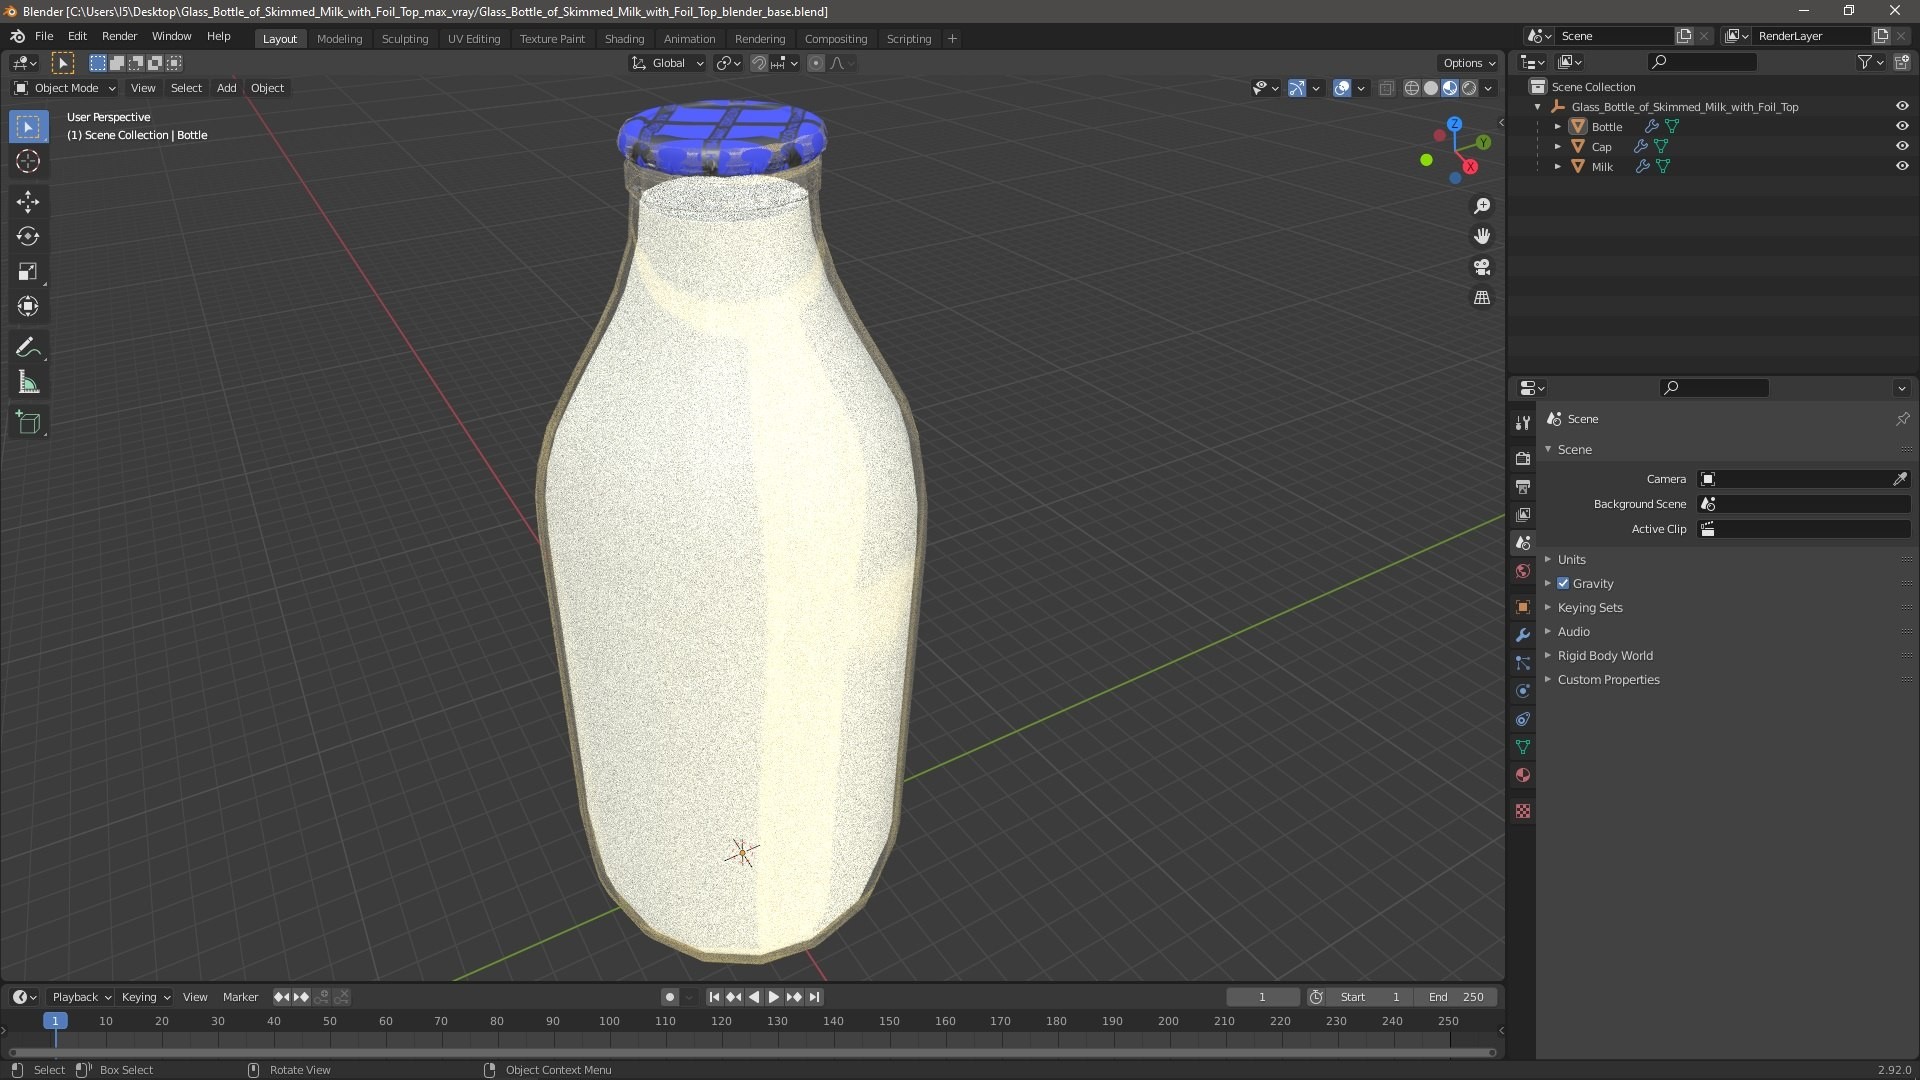 Blender [C:\Users\I5\Desktop\Glass_Bottle_of_Skimmed_Milk_with_Foil_Top_max_vray/Glass_Bottle_of_Skimmed_Milk_with_Foil_Top_blender_base.blend]
File Edit Render Window Help Layout Modeling Sculpting UV Editing Texture Paint Shading Animation Rendering Compositing Scripting Scene RenderLayer
Global Options
Object Mode View Select Add Object
User Perspective
(1) Scene Collection | Bottle
Z
Y
X
Scene Collection
Glass_Bottle_of_Skimmed_Milk_with_Foil_Top
Bottle
Cap
Milk
Scene
Scene
Camera
Background Scene
Active Clip
Units
Gravity
Keying Sets
Audio
Rigid Body World
Custom Properties
Playback Keying View Marker 1 Start 1 End 250
1 10 20 30 40 50 60 70 80 90 100 110 120 130 140 150 160 170 180 190 200 210 220 230 240 250
Select Box Select Rotate View Object Context Menu 2.92.0